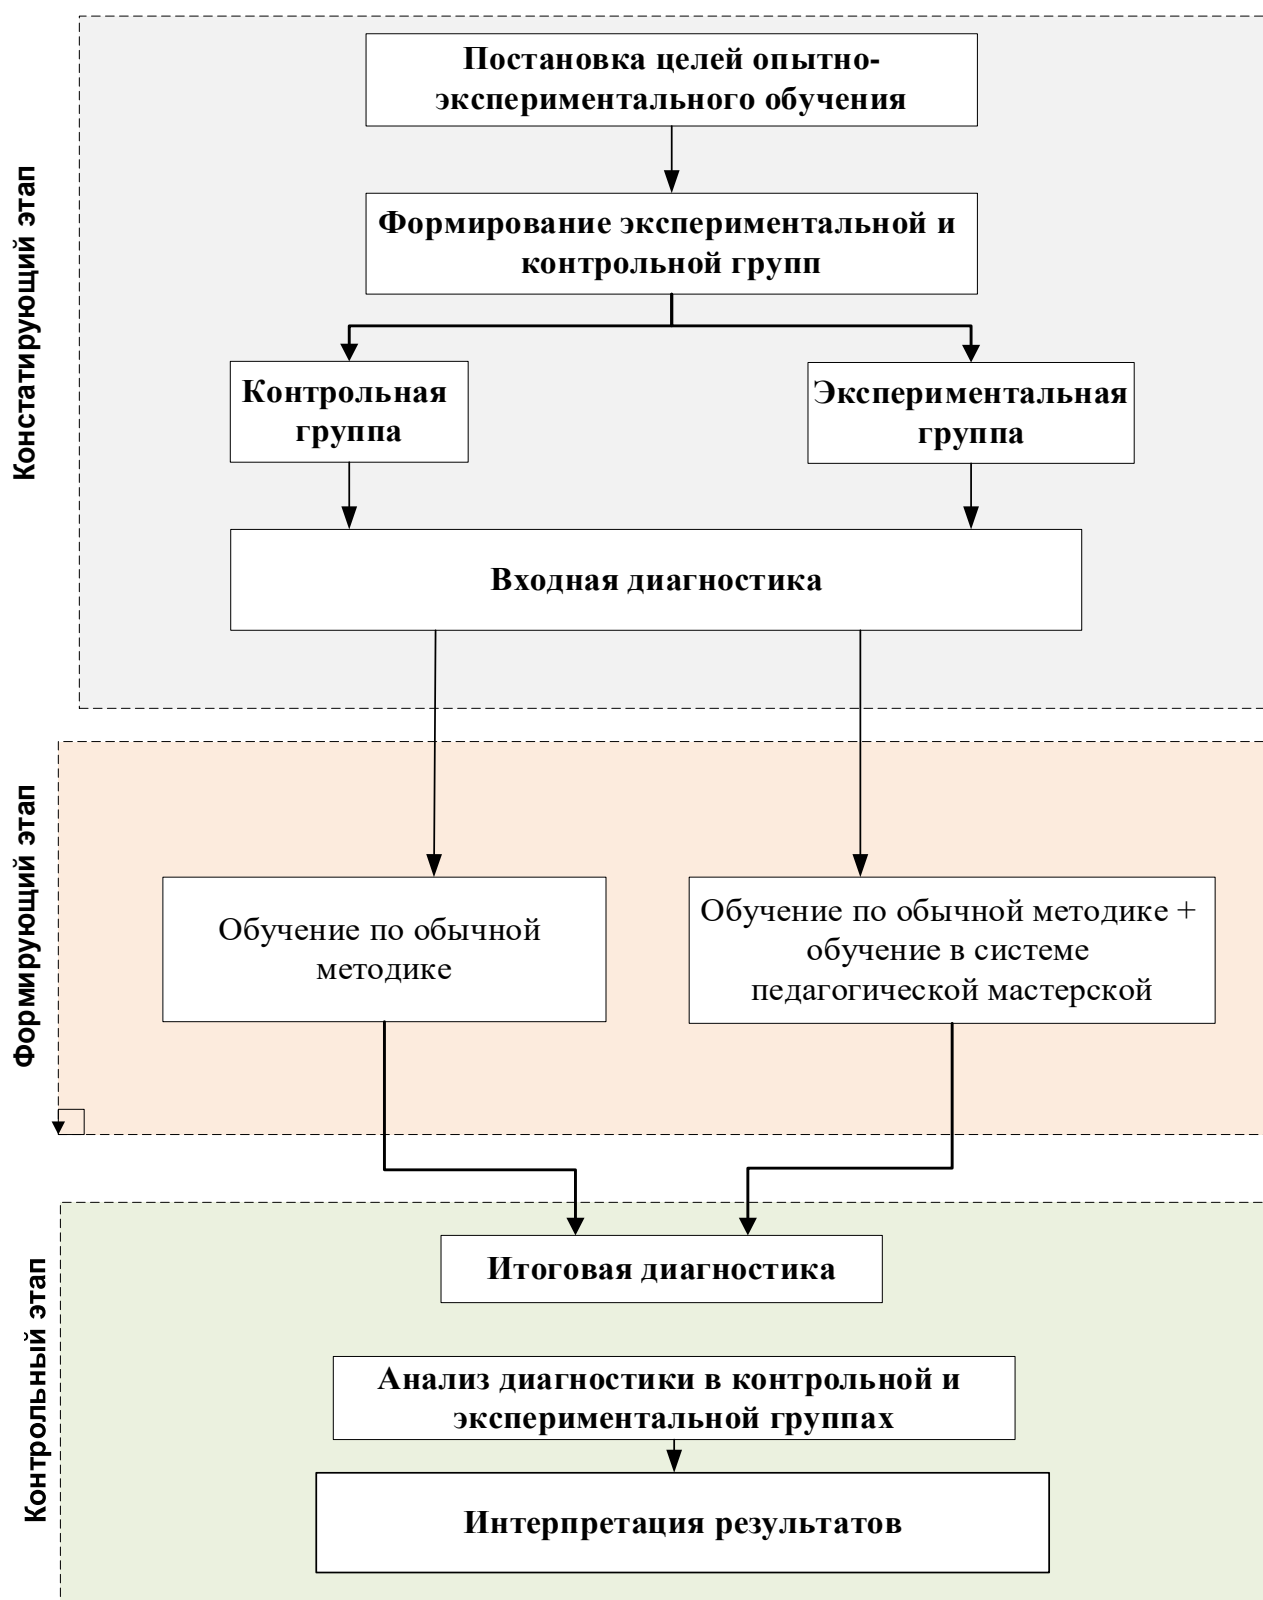 Констатирующий этап
Постановка целей опытно-
экспериментального обучения
Формирование экспериментальной и
контрольной групп
Контрольная
группа
Экспериментальная
группа
Входная диагностика
Формирующий этап
Обучение по обычной
методике
Обучение по обычной методике +
обучение в системе
педагогической мастерской
Контрольный этап
Итоговая диагностика
Анализ диагностики в контрольной и
экспериментальной группах
Интерпретация результатов